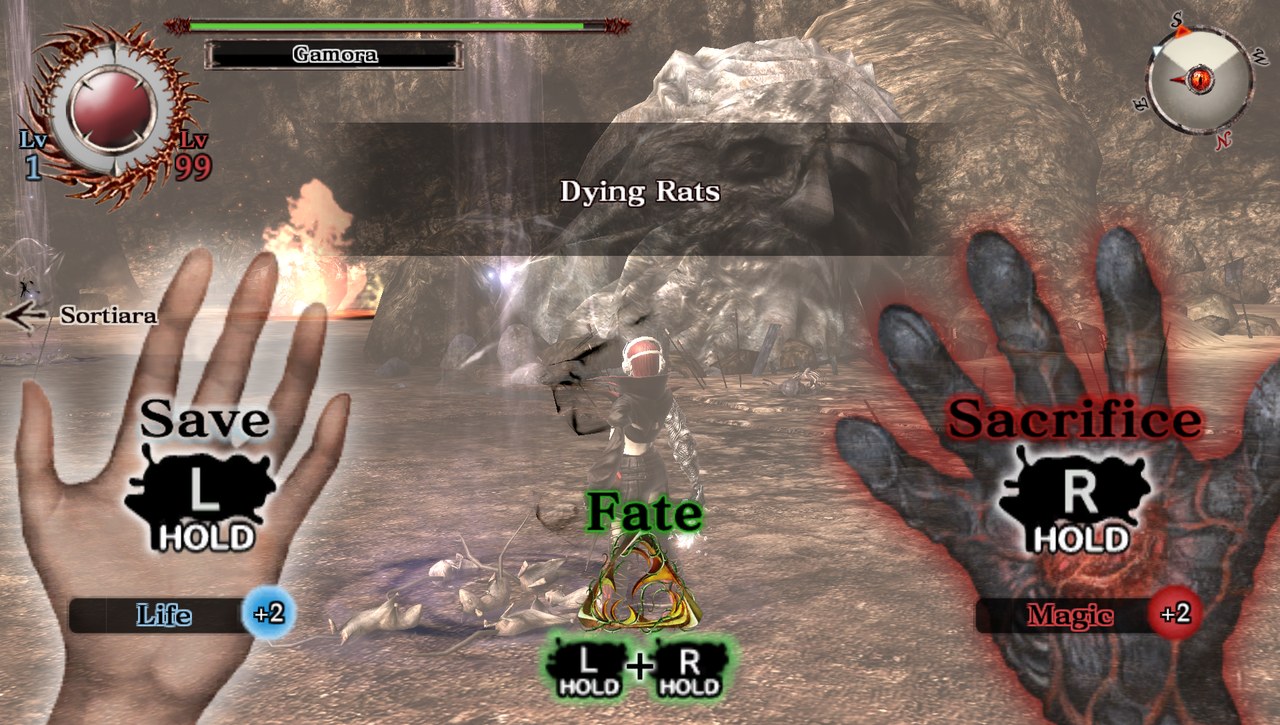 Gamora
S
W
E
N
Lv
1
Lv
99
Dying Rats
Sortiara
Save
L
HOLD
Life +2
Sacrifice
R
HOLD
Magic +2
Fate
L + R
HOLD HOLD